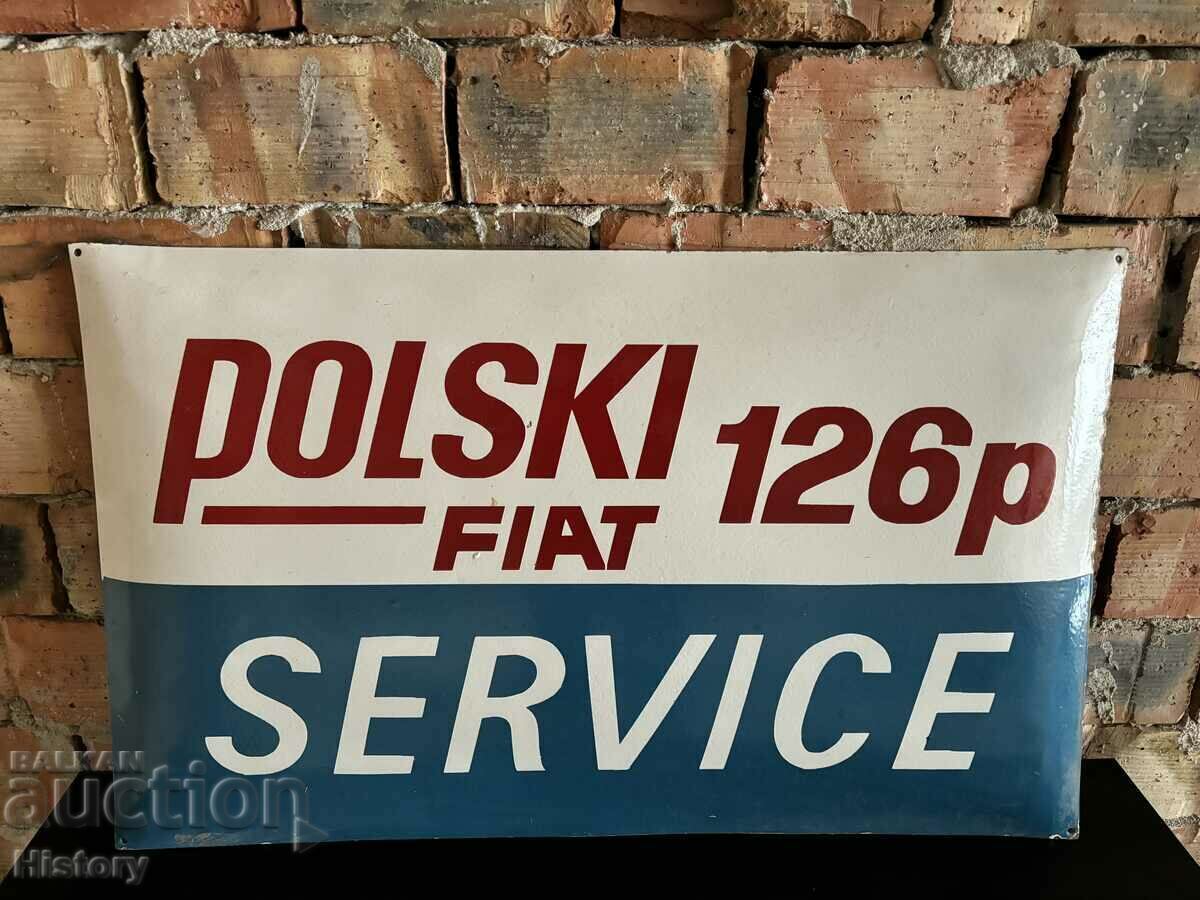 POLSKI 126p
FIAT
SERVICE
BALKAN
auction
History